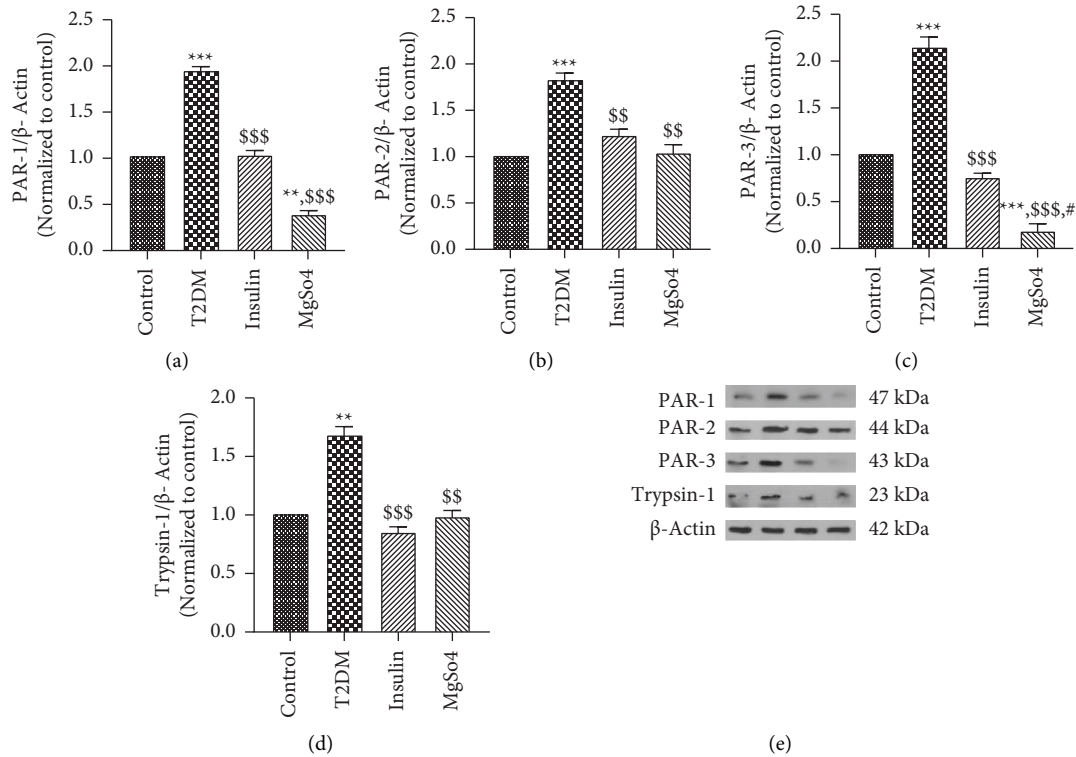 PAR-1/β- Actin
(Normalized to control)
2.5
2.0
1.5
1.0
0.5
0.0
***
$$$
**,$$$
Control
T2DM
Insulin
MgSo4
(a)
PAR-2/β- Actin
(Normalized to control)
2.5
2.0
1.5
1.0
0.5
0.0
***
$$
$$
Control
T2DM
Insulin
MgSo4
(b)
PAR-3/β- Actin
(Normalized to control)
2.5
2.0
1.5
1.0
0.5
0.0
***
$$$
***,$$$,#
Control
T2DM
Insulin
MgSo4
(c)
Trypsin-1/β- Actin
(Normalized to control)
2.0
1.5
1.0
0.5
0.0
**
$$$
$$
Control
T2DM
Insulin
MgSo4
(d)
PAR-1 47 kDa
PAR-2 44 kDa
PAR-3 43 kDa
Trypsin-1 23 kDa
β-Actin 42 kDa
(e)